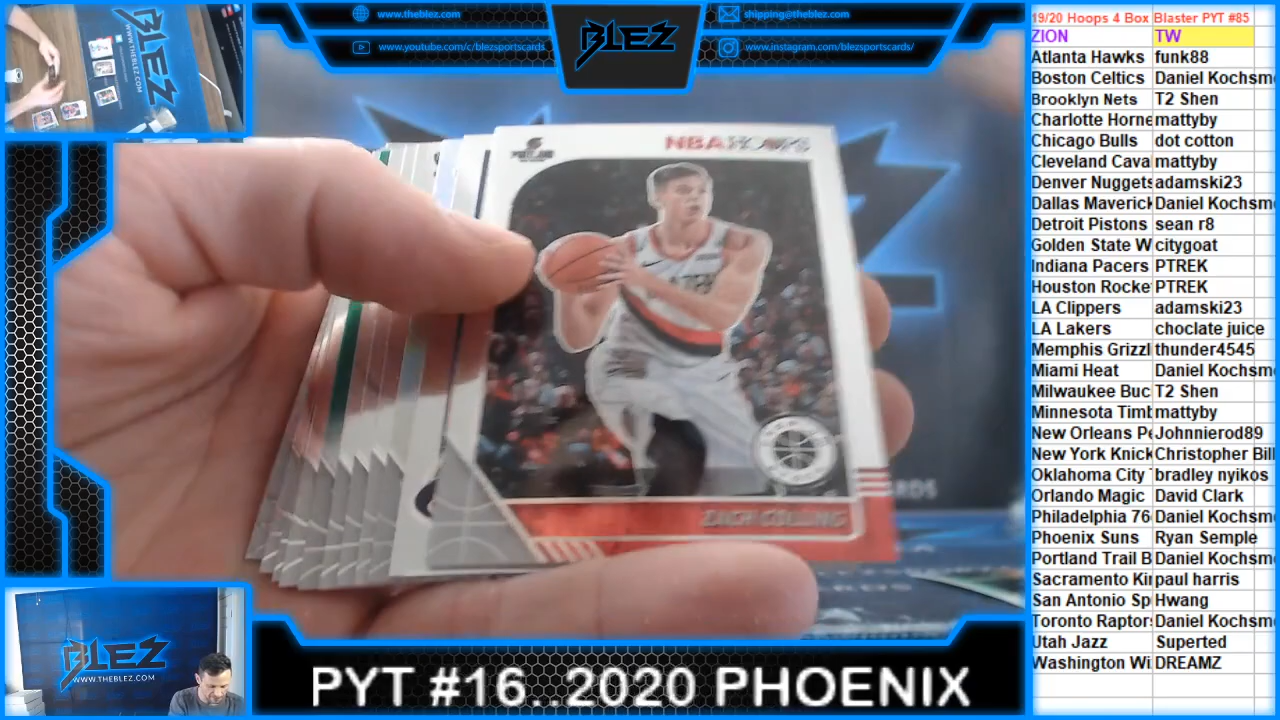 www.theblez.com
shipping@theblez.com
www.youtube.com/c/blezsportscards
www.instagram.com/blezsportscards/
BLEZ
NBA HOOPS
PORTLAND
ZACH COLLINS
BLEZ
WWW.THEBLEZ.COM
BLEZ
WWW.THEBLEZ.COM
PYT #16..2020 PHOENIX
19/20 Hoops 4 Box Blaster PYT #85
ZION TW
Atlanta Hawks funk88
Boston Celtics Daniel Kochsm
Brooklyn Nets T2 Shen
Charlotte Horne mattyby
Chicago Bulls dot cotton
Cleveland Cava mattyby
Denver Nuggets adamski23
Dallas Maverick Daniel Kochsm
Detroit Pistons sean r8
Golden State W citygoat
Indiana Pacers PTREK
Houston Rocke PTREK
LA Clippers adamski23
LA Lakers choclate juice
Memphis Grizzl thunder4545
Miami Heat Daniel Kochsm
Milwaukee Buc T2 Shen
Minnesota Timb mattyby
New Orleans Pe Johnnierod89
New York Knick Christopher Bill
Oklahoma City bradley nyikos
Orlando Magic David Clark
Philadelphia 76 Daniel Kochsm
Phoenix Suns Ryan Semple
Portland Trail B Daniel Kochsm
Sacramento Ki paul harris
San Antonio Sp Hwang
Toronto Raptor Daniel Kochsm
Utah Jazz Superted
Washington Wi DREAMZ